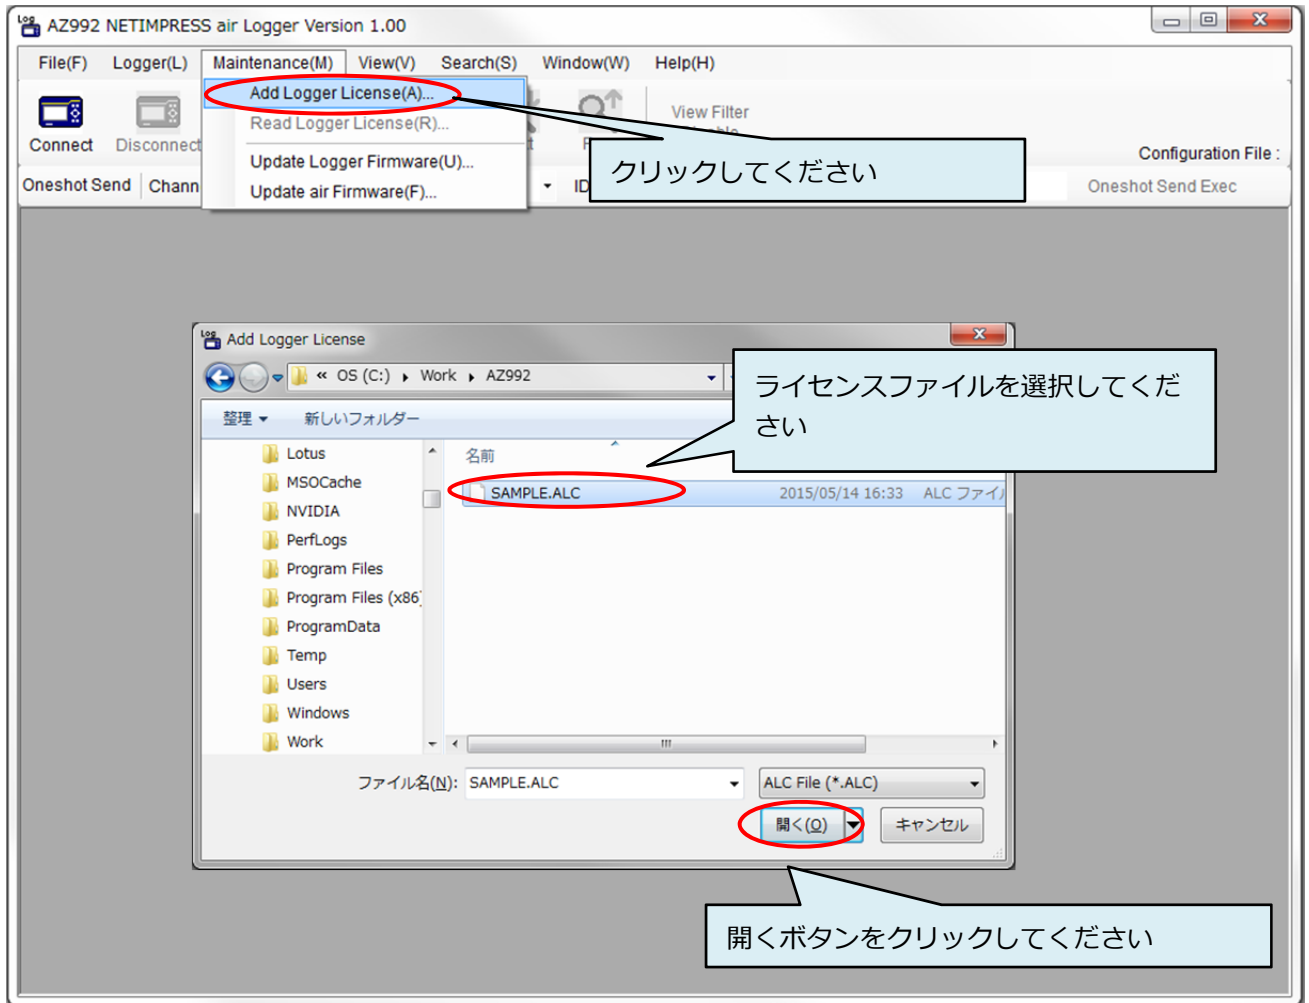 Log AZ992 NETIMPRESS air Logger Version 1.00
File(F) Logger(L) Maintenance(M) View(V) Search(S) Window(W) Help(H)
Add Logger License(A)...
Read Logger License(R)...
Update Logger Firmware(U)...
Update air Firmware(F)...
View Filter
Connect Disconnect
クリックしてください
Configuration File :
Oneshot Send Chann ID Oneshot Send Exec
Log Add Logger License
« OS (C:) Work AZ992
ライセンスファイルを選択してくだ
さい
整理 新しいフォルダー
名前
Lotus
MSOCache
NVIDIA
PerfLogs
Program Files
Program Files (x86)
ProgramData
Temp
Users
Windows
Work
SAMPLE.ALC 2015/05/14 16:33 ALC ファイル
ファイル名(N): SAMPLE.ALC ALC File (*.ALC)
開く(O) キャンセル
開くボタンをクリックしてください